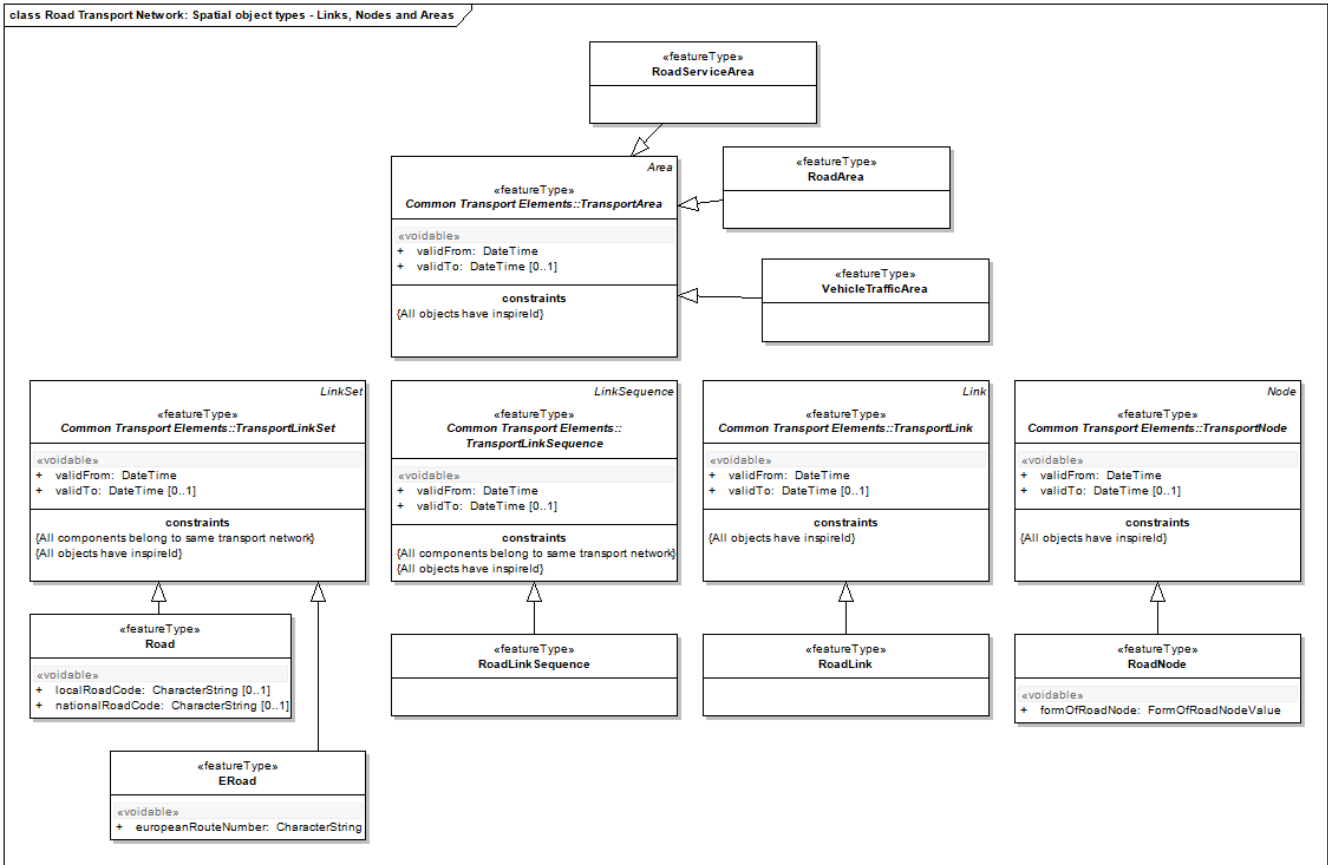 class Road Transport Network: Spatial object types - Links, Nodes and Areas
«featureType»
RoadServiceArea
Area
«featureType»
Common Transport Elements::TransportArea
«voidable»
+ validFrom: DateTime
+ validTo: DateTime [0..1]
constraints
{All objects have inspireId}
«featureType»
RoadArea
«featureType»
VehicleTrafficArea
LinkSet
«featureType»
Common Transport Elements::TransportLinkSet
«voidable»
+ validFrom: DateTime
+ validTo: DateTime [0..1]
constraints
{All components belong to same transport network}
{All objects have inspireId}
LinkSequence
«featureType»
Common Transport Elements::
TransportLinkSequence
«voidable»
+ validFrom: DateTime
+ validTo: DateTime [0..1]
constraints
{All components belong to same transport network}
{All objects have inspireId}
Link
«featureType»
Common Transport Elements::TransportLink
«voidable»
+ validFrom: DateTime
+ validTo: DateTime [0..1]
constraints
{All objects have inspireId}
Node
«featureType»
Common Transport Elements::TransportNode
«voidable»
+ validFrom: DateTime
+ validTo: DateTime [0..1]
constraints
{All objects have inspireId}
«featureType»
Road
«voidable»
+ localRoadCode: CharacterString [0..1]
+ nationalRoadCode: CharacterString [0..1]
«featureType»
RoadLinkSequence
«featureType»
RoadLink
«featureType»
RoadNode
«voidable»
+ formOfRoadNode: FormOfRoadNodeValue
«featureType»
ERoad
«voidable»
+ europeanRouteNumber: CharacterString